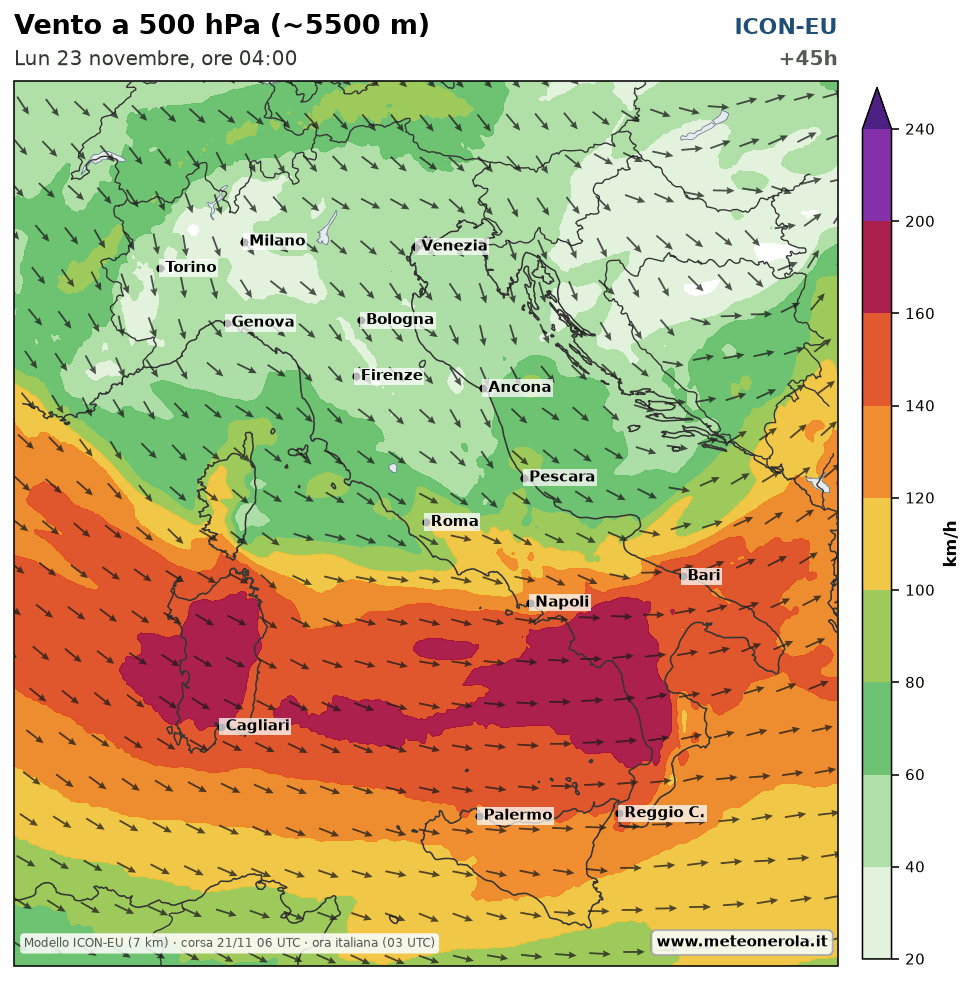 Vento a 500 hPa (~5500 m)
ICON-EU
Lun 23 novembre, ore 04:00
+45h
Milano
Venezia
Torino
Genova
Bologna
Firenze
Ancona
Pescara
Roma
Bari
Napoli
Cagliari
Palermo
Reggio C.
240
200
160
140
120
100
80
60
40
20
km/h
Modello ICON-EU (7 km) · corsa 21/11 06 UTC · ora italiana (03 UTC)
www.meteonerola.it